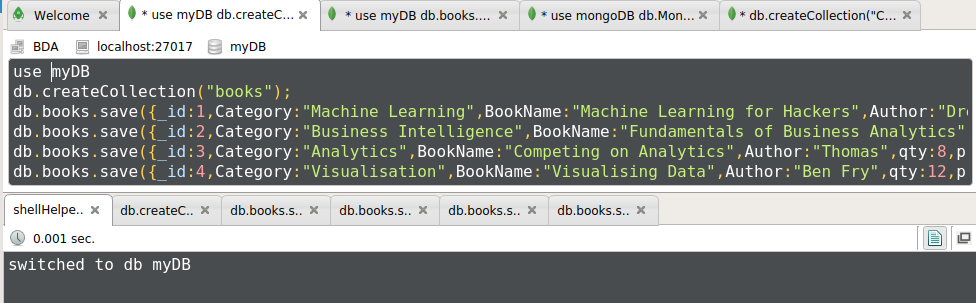 Welcome
* use myDB db.createC...
* use myDB db.books....
* use mongoDB db.Mon...
* db.createCollection("C...
BDA localhost:27017 myDB
use myDB
db.createCollection("books");
db.books.save({_id:1,Category:"Machine Learning",BookName:"Machine Learning for Hackers",Author:"Dr
db.books.save({_id:2,Category:"Business Intelligence",BookName:"Fundamentals of Business Analytics"
db.books.save({_id:3,Category:"Analytics",BookName:"Competing on Analytics",Author:"Thomas",qty:8,p
db.books.save({_id:4,Category:"Visualisation",BookName:"Visualising Data",Author:"Ben Fry",qty:12,p
shellHelpe..
db.createC..
db.books.s..
db.books.s..
db.books.s..
db.books.s..
0.001 sec.
switched to db myDB